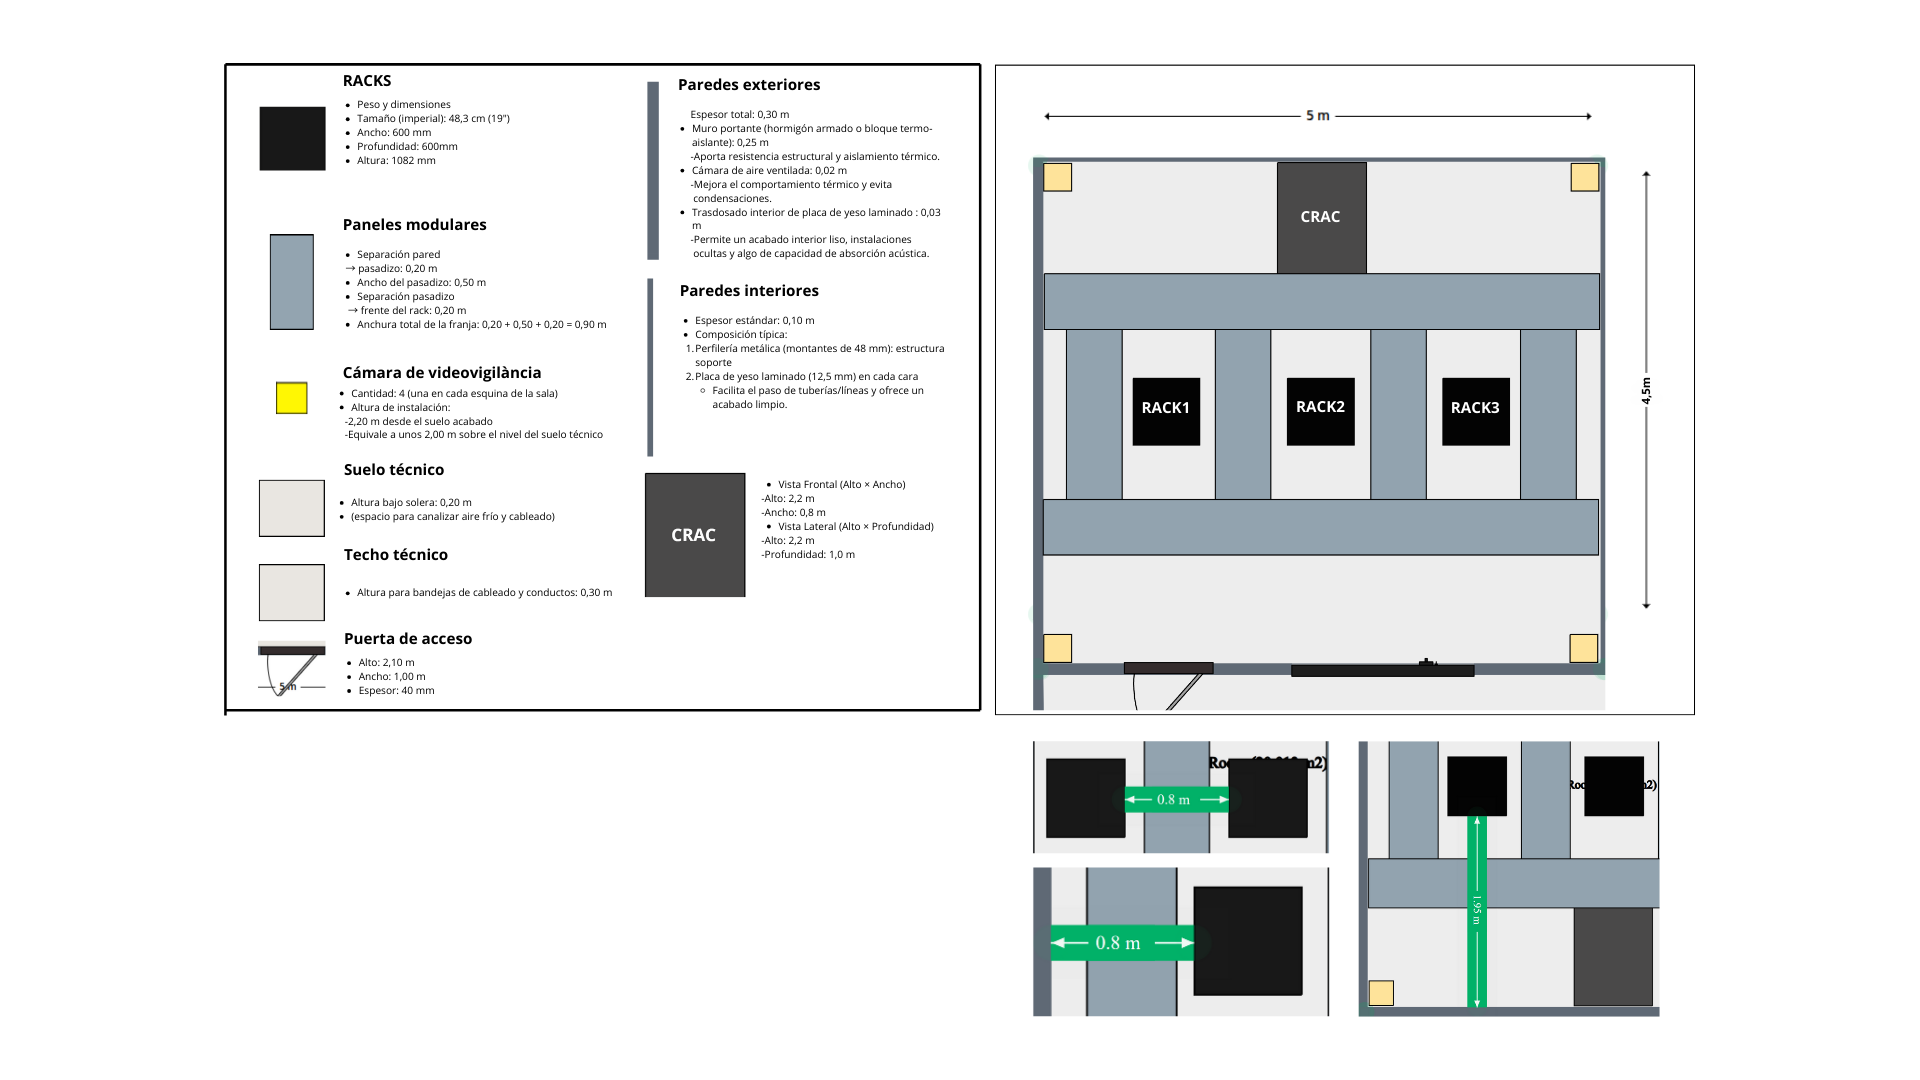 RACKS
Peso y dimensiones
Tamaño (imperial): 48,3 cm (19")
Ancho: 600 mm
Profundidad: 600mm
Altura: 1082 mm
Paneles modulares
Separación pared
→ pasadizo: 0,20 m
Ancho del pasadizo: 0,50 m
Separación pasadizo
→ frente del rack: 0,20 m
Anchura total de la franja: 0,20 + 0,50 + 0,20 = 0,90 m
Cámara de videovigilància
Cantidad: 4 (una en cada esquina de la sala)
Altura de instalación:
-2,20 m desde el suelo acabado
-Equivale a unos 2,00 m sobre el nivel del suelo técnico
Suelo técnico
Altura bajo solera: 0,20 m
(espacio para canalizar aire frío y cableado)
Techo técnico
Altura para bandejas de cableado y conductos: 0,30 m
Puerta de acceso
5 m
Alto: 2,10 m
Ancho: 1,00 m
Espesor: 40 mm
Paredes exteriores
Espesor total: 0,30 m
Muro portante (hormigón armado o bloque termo-
aislante): 0,25 m
-Aporta resistencia estructural y aislamiento térmico.
Cámara de aire ventilada: 0,02 m
-Mejora el comportamiento térmico y evita
condensaciones.
Trasdosado interior de placa de yeso laminado : 0,03
m
-Permite un acabado interior liso, instalaciones
ocultas y algo de capacidad de absorción acústica.
Paredes interiores
Espesor estándar: 0,10 m
Composición típica:
1. Perfilería metálica (montantes de 48 mm): estructura
soporte
2. Placa de yeso laminado (12,5 mm) en cada cara
Facilita el paso de tuberías/líneas y ofrece un
acabado limpio.
CRAC
Vista Frontal (Alto × Ancho)
-Alto: 2,2 m
-Ancho: 0,8 m
Vista Lateral (Alto × Profundidad)
-Alto: 2,2 m
-Profundidad: 1,0 m
5 m
CRAC
4,5m
RACK1
RACK2
RACK3
m2)
0.8 m
0.8 m
1.95 m